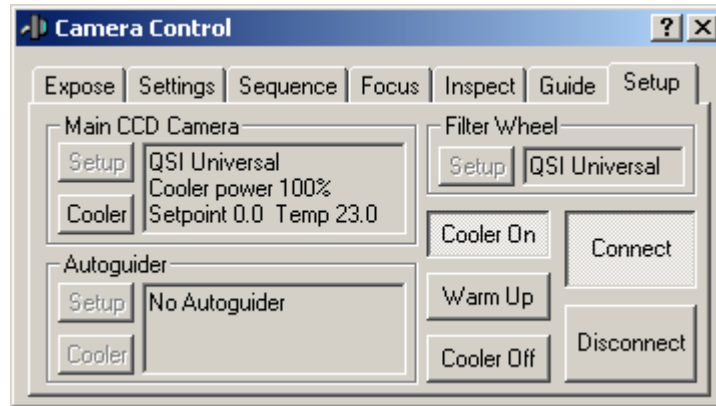 Camera Control
? X
Expose Settings Sequence Focus Inspect Guide Setup
Main CCD Camera
Setup
QSI Universal
Cooler power 100%
Cooler
Setpoint 0.0 Temp 23.0
Filter Wheel
Setup
QSI Universal
Autoguider
Setup
No Autoguider
Cooler
Cooler On
Connect
Warm Up
Cooler Off
Disconnect